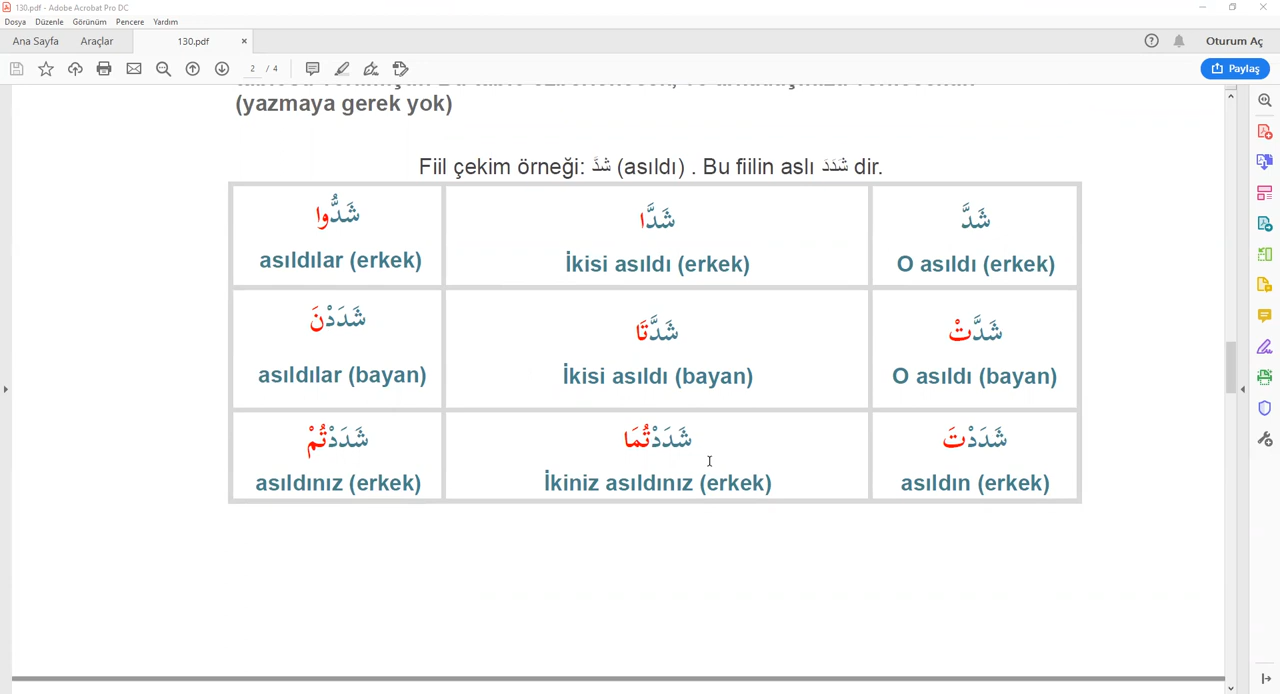 130.pdf - Adobe Acrobat Pro DC
Dosya Düzenle Görünüm Pencere Yardım
Ana Sayfa Araçlar 130.pdf × Oturum Aç
2 / 4 Paylaş
(yazmaya gerek yok)
Fiil çekim örneği: شَدَّ (asıldı) . Bu fiilin aslı شَدَدَ dir.
شَدُّوا شَدَّا شَدَّ
asıldılar (erkek) İkisi asıldı (erkek) O asıldı (erkek)
شَدَدْنَ شَدَّتَا شَدَّتْ
asıldılar (bayan) İkisi asıldı (bayan) O asıldı (bayan)
شَدَدْتُمْ شَدَدْتُمَا شَدَدْتَ
asıldınız (erkek) İkiniz asıldınız (erkek) asıldın (erkek)